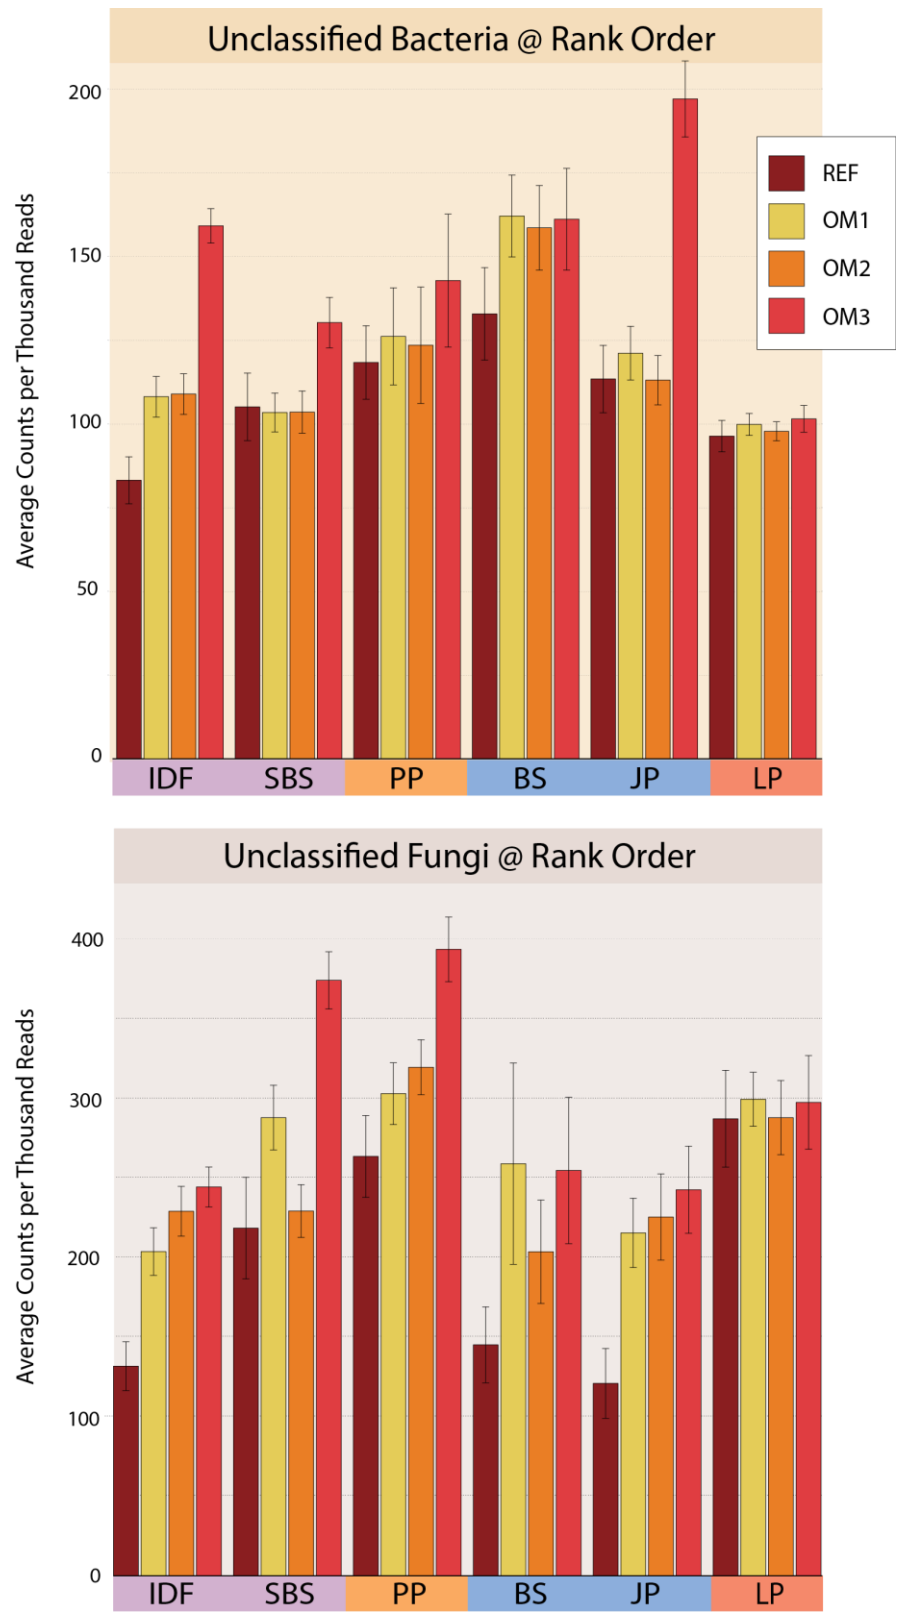 Unclassified Bacteria @ Rank Order
Average Counts per Thousand Reads
200
150
100
50
0
REF
OM1
OM2
OM3
IDF SBS PP BS JP LP
Unclassified Fungi @ Rank Order
Average Counts per Thousand Reads
400
300
200
100
0
IDF SBS PP BS JP LP